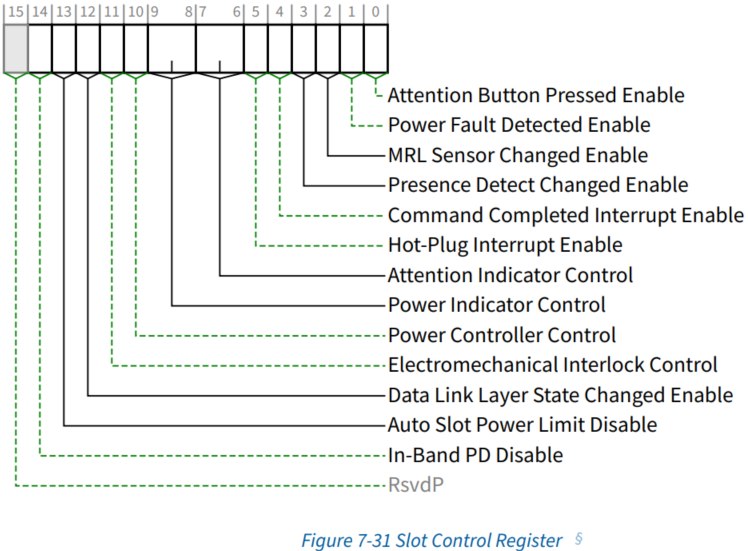 15 14 13 12 11 10 9 8 7 6 5 4 3 2 1 0
Attention Button Pressed Enable
Power Fault Detected Enable
MRL Sensor Changed Enable
Presence Detect Changed Enable
Command Completed Interrupt Enable
Hot-Plug Interrupt Enable
Attention Indicator Control
Power Indicator Control
Power Controller Control
Electromechanical Interlock Control
Data Link Layer State Changed Enable
Auto Slot Power Limit Disable
In-Band PD Disable
RsvdP
Figure 7-31 Slot Control Register §